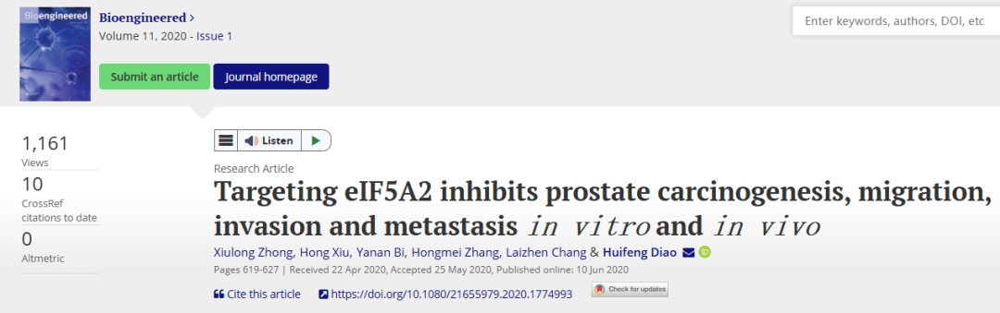 Bioengineered
Bioengineered >
Volume 11, 2020 - Issue 1
Enter keywords, authors, DOI, etc
Submit an article
Journal homepage
1,161
Views
10
CrossRef
citations to date
0
Altmetric
Listen
Research Article
Targeting eIF5A2 inhibits prostate carcinogenesis, migration,
invasion and metastasis in vitro and in vivo
Xiulong Zhong, Hong Xiu, Yanan Bi, Hongmei Zhang, Laizhen Chang & Huifeng Diao
iD
Pages 619-627 | Received 22 Apr 2020, Accepted 25 May 2020, Published online: 10 Jun 2020
Cite this article
https://doi.org/10.1080/21655979.2020.1774993
Check for updates